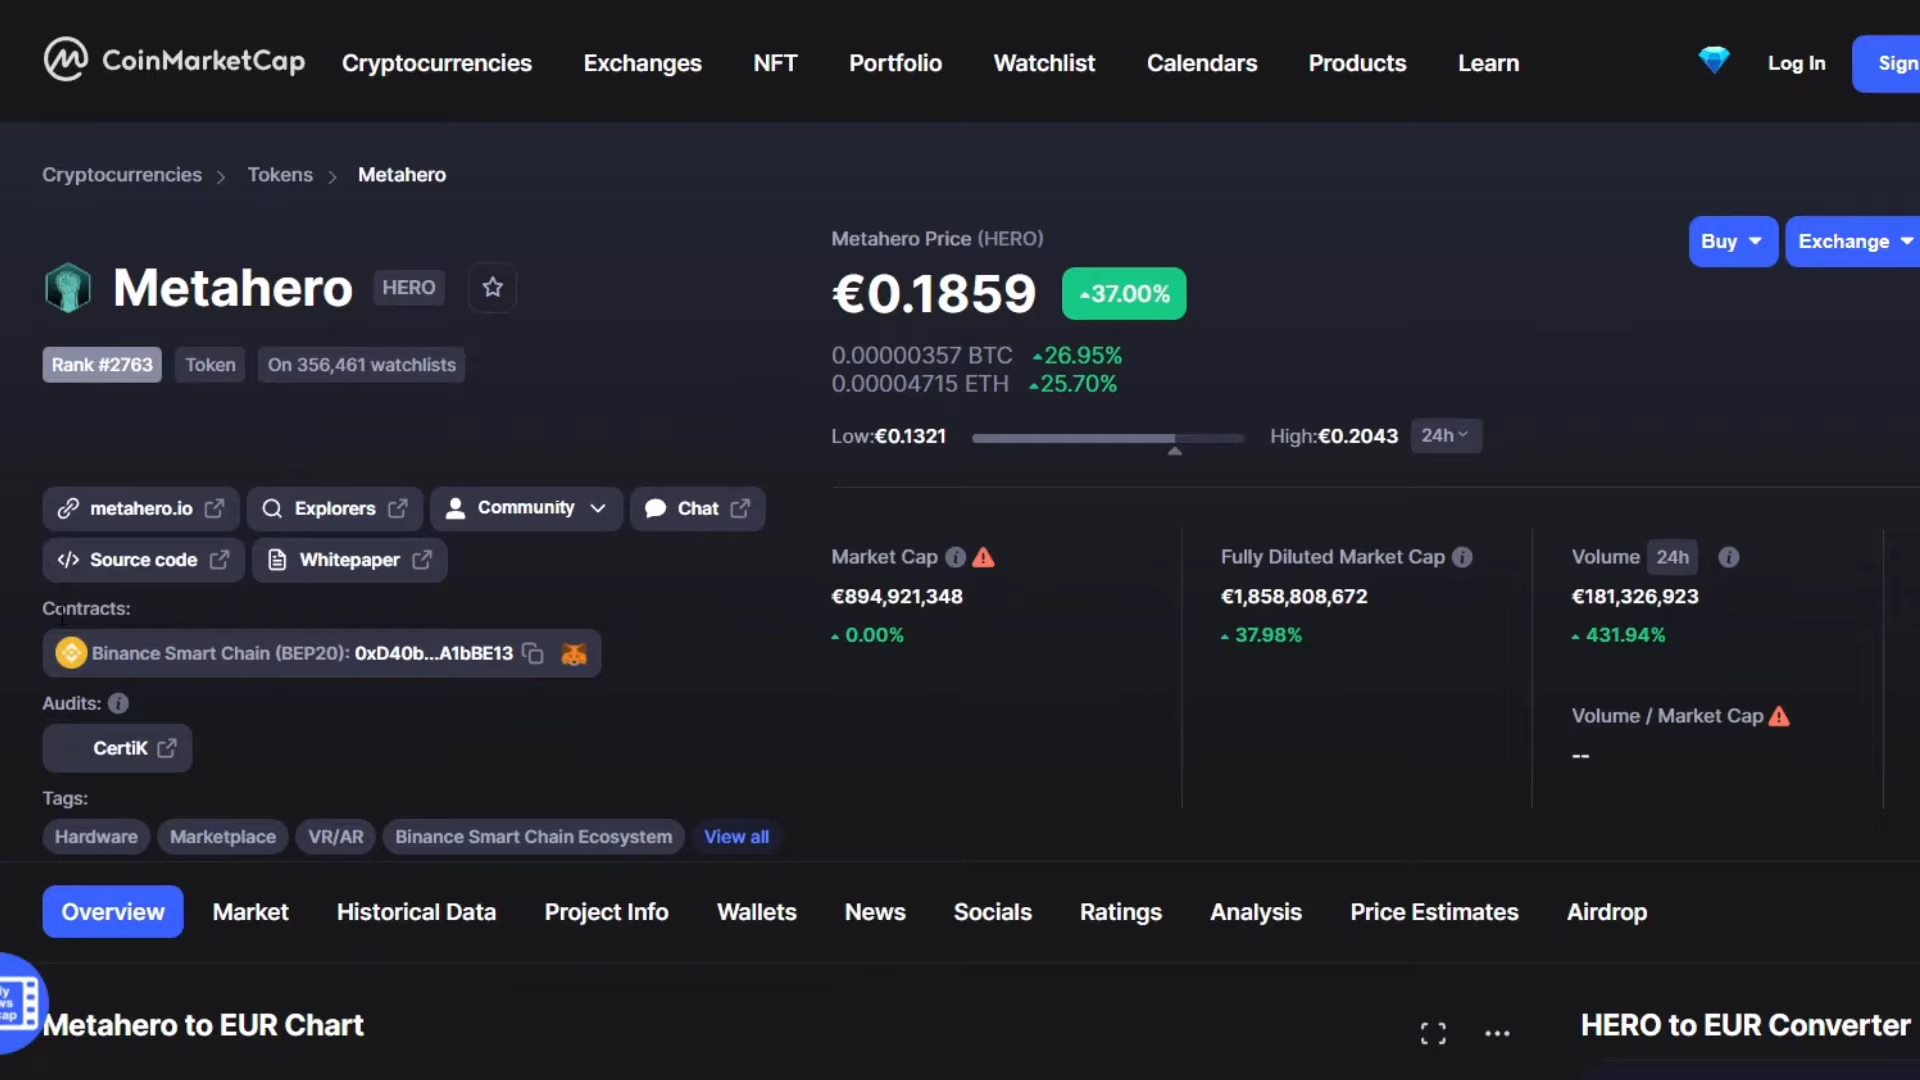 CoinMarketCap Cryptocurrencies Exchanges NFT Portfolio Watchlist Calendars Products Learn Log In Sign
Cryptocurrencies > Tokens > Metahero
Metahero HERO
Rank #2763 Token On 356,461 watchlists
metahero.io Explorers Community Chat
Source code Whitepaper
Contracts:
Binance Smart Chain (BEP20): 0xD40b...A1bBE13
Audits:
CertiK
Tags:
Hardware Marketplace VR/AR Binance Smart Chain Ecosystem View all
Metahero Price (HERO)
Buy Exchange
€0.1859 37.00%
0.00000357 BTC 26.95%
0.00004715 ETH 25.70%
Low:€0.1321 High:€0.2043 24h
Market Cap
€894,921,348
0.00%
Fully Diluted Market Cap
€1,858,808,672
37.98%
Volume 24h
€181,326,923
431.94%
Volume / Market Cap
--
Overview Market Historical Data Project Info Wallets News Socials Ratings Analysis Price Estimates Airdrop
Metahero to EUR Chart
HERO to EUR Converter